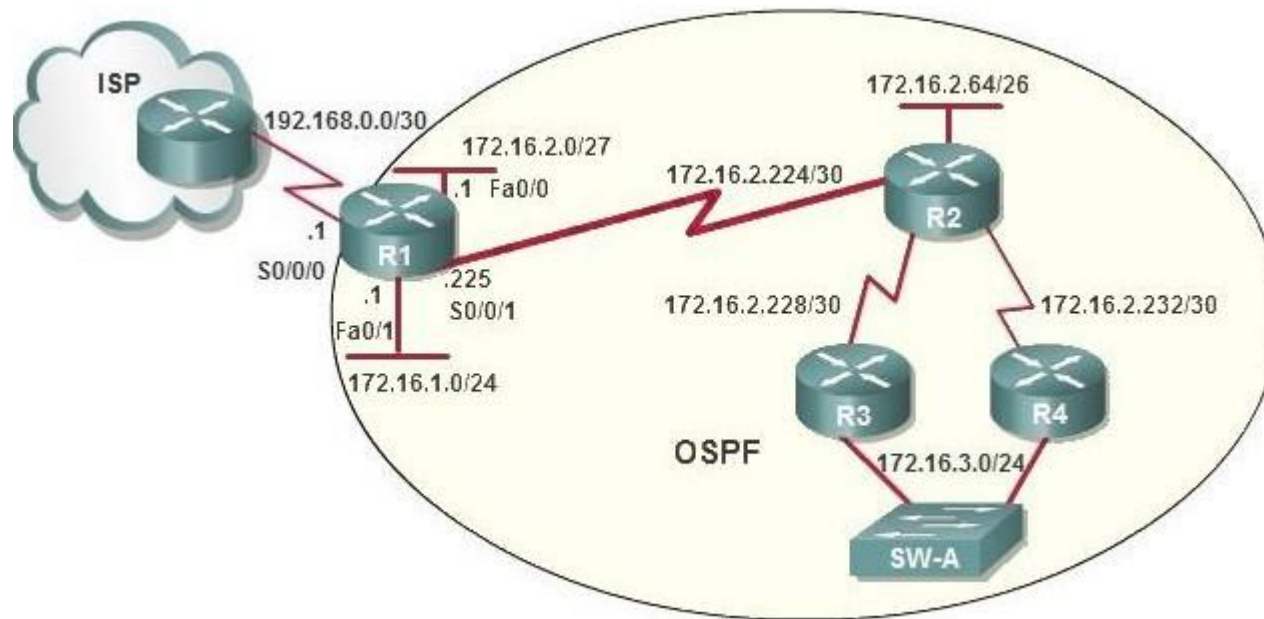 ISP
192.168.0.0/30
172.16.2.0/27
.1 Fa0/0
172.16.2.64/26
172.16.2.224/30
R2
.1
R1
S0/0/0
.225
.1
S0/0/1
Fa0/1
172.16.1.0/24
172.16.2.228/30
172.16.2.232/30
R3
R4
OSPF
172.16.3.0/24
SW-A